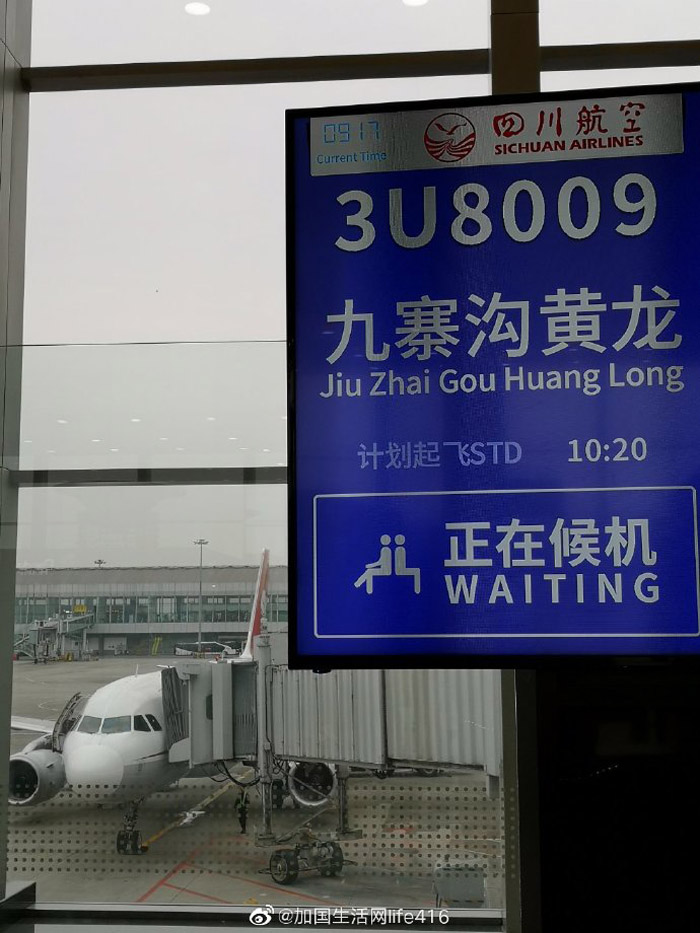 0917
Current Time
四川航空
SICHUAN AIRLINES
3U8009
九寨沟黄龙
Jiu Zhai Gou Huang Long
计划起飞STD 10:20
正在候机
WAITING
@加国生活网life416